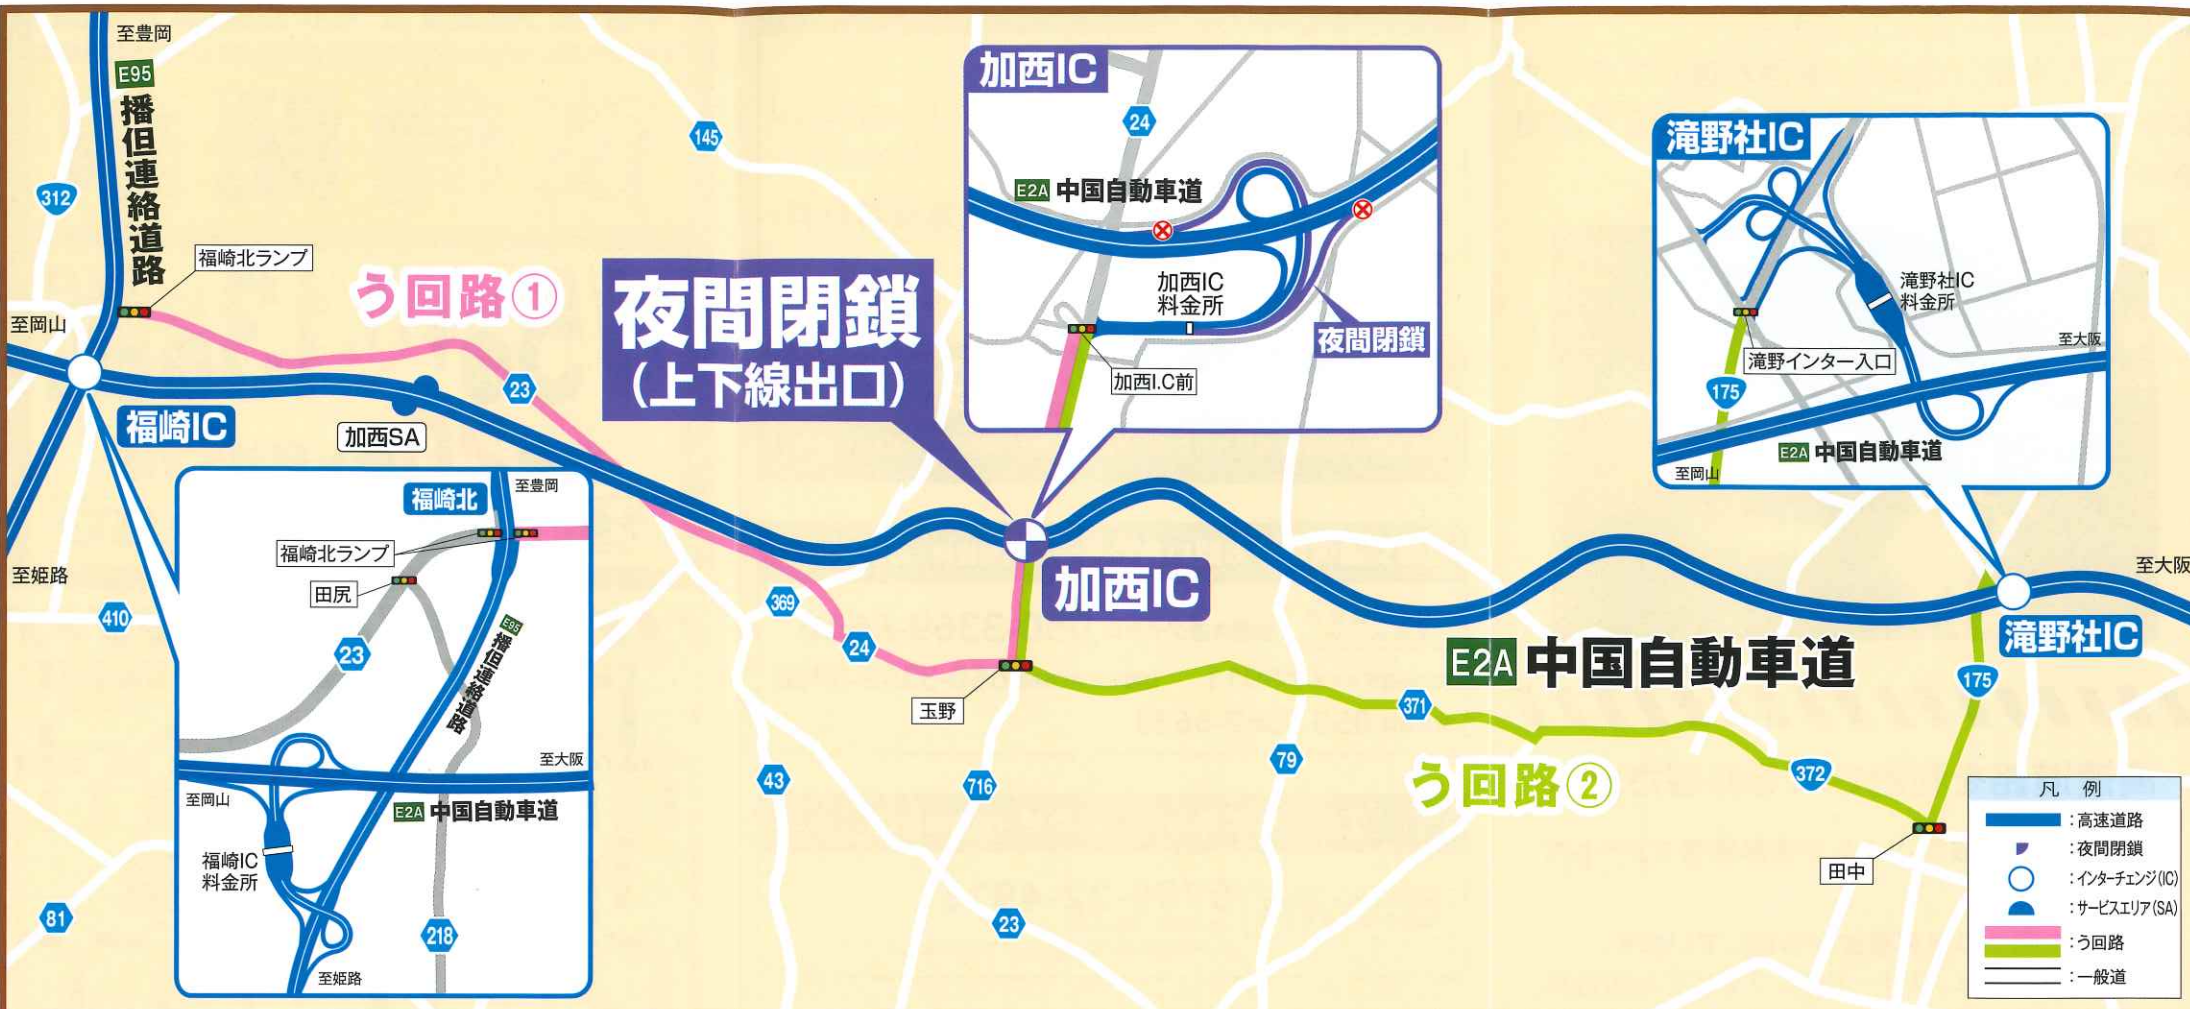 至豊岡
E95
播但連絡道路
312
福崎北ランプ
至岡山
う回路①
145
夜間閉鎖
(上下線出口)
23
福崎IC
加西SA
至姫路
410
81
福崎北
至豊岡
福崎北ランプ
田尻
23
E95
播但連絡道路
至大阪
至岡山
E2A 中国自動車道
福崎IC
料金所
218
至姫路
加西IC
24
E2A 中国自動車道
加西IC
料金所
夜間閉鎖
加西I.C前
滝野社IC
滝野社IC
料金所
至大阪
滝野インター入口
175
E2A 中国自動車道
至岡山
加西IC
369
24
玉野
43
716
79
23
E2A 中国自動車道
371
う回路②
372
田中
175
至大阪
滝野社IC
凡 例
:高速道路
:夜間閉鎖
:インターチェンジ(IC)
:サービスエリア(SA)
:う回路
:一般道